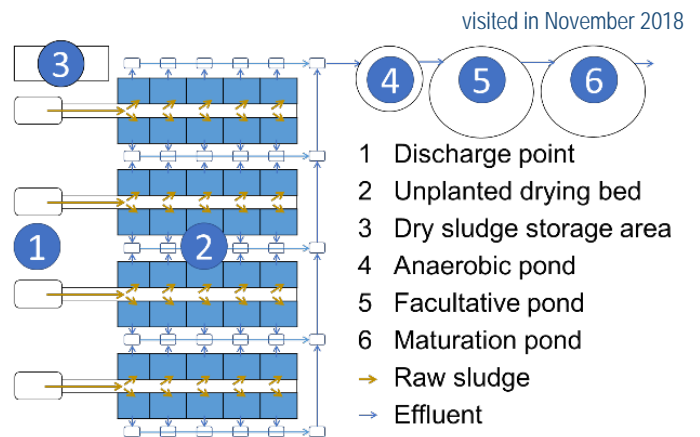 visited in November 2018
3
4
5
6
1
2
1 Discharge point
2 Unplanted drying bed
3 Dry sludge storage area
4 Anaerobic pond
5 Facultative pond
6 Maturation pond
Raw sludge
Effluent